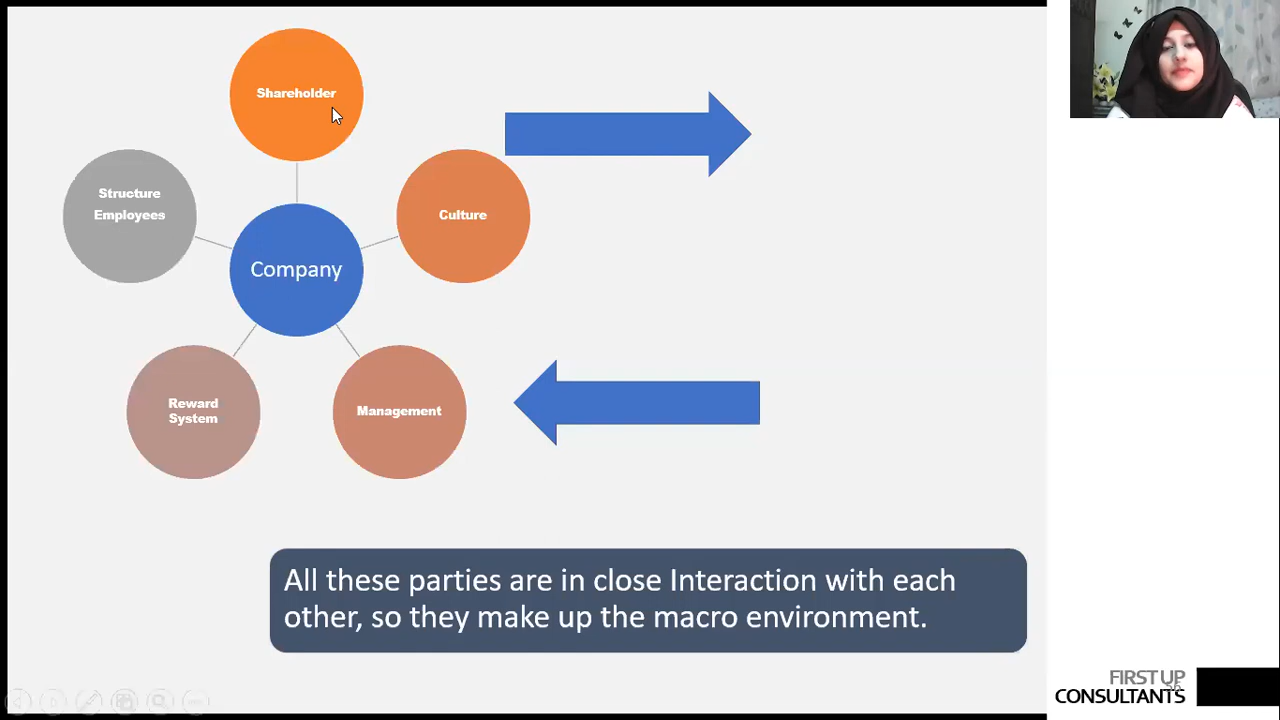 Shareholder
Structure
Employees
Culture
Company
Reward
System
Management
All these parties are in close Interaction with each
other, so they make up the macro environment.
FIRST UP
CONSULTANTS